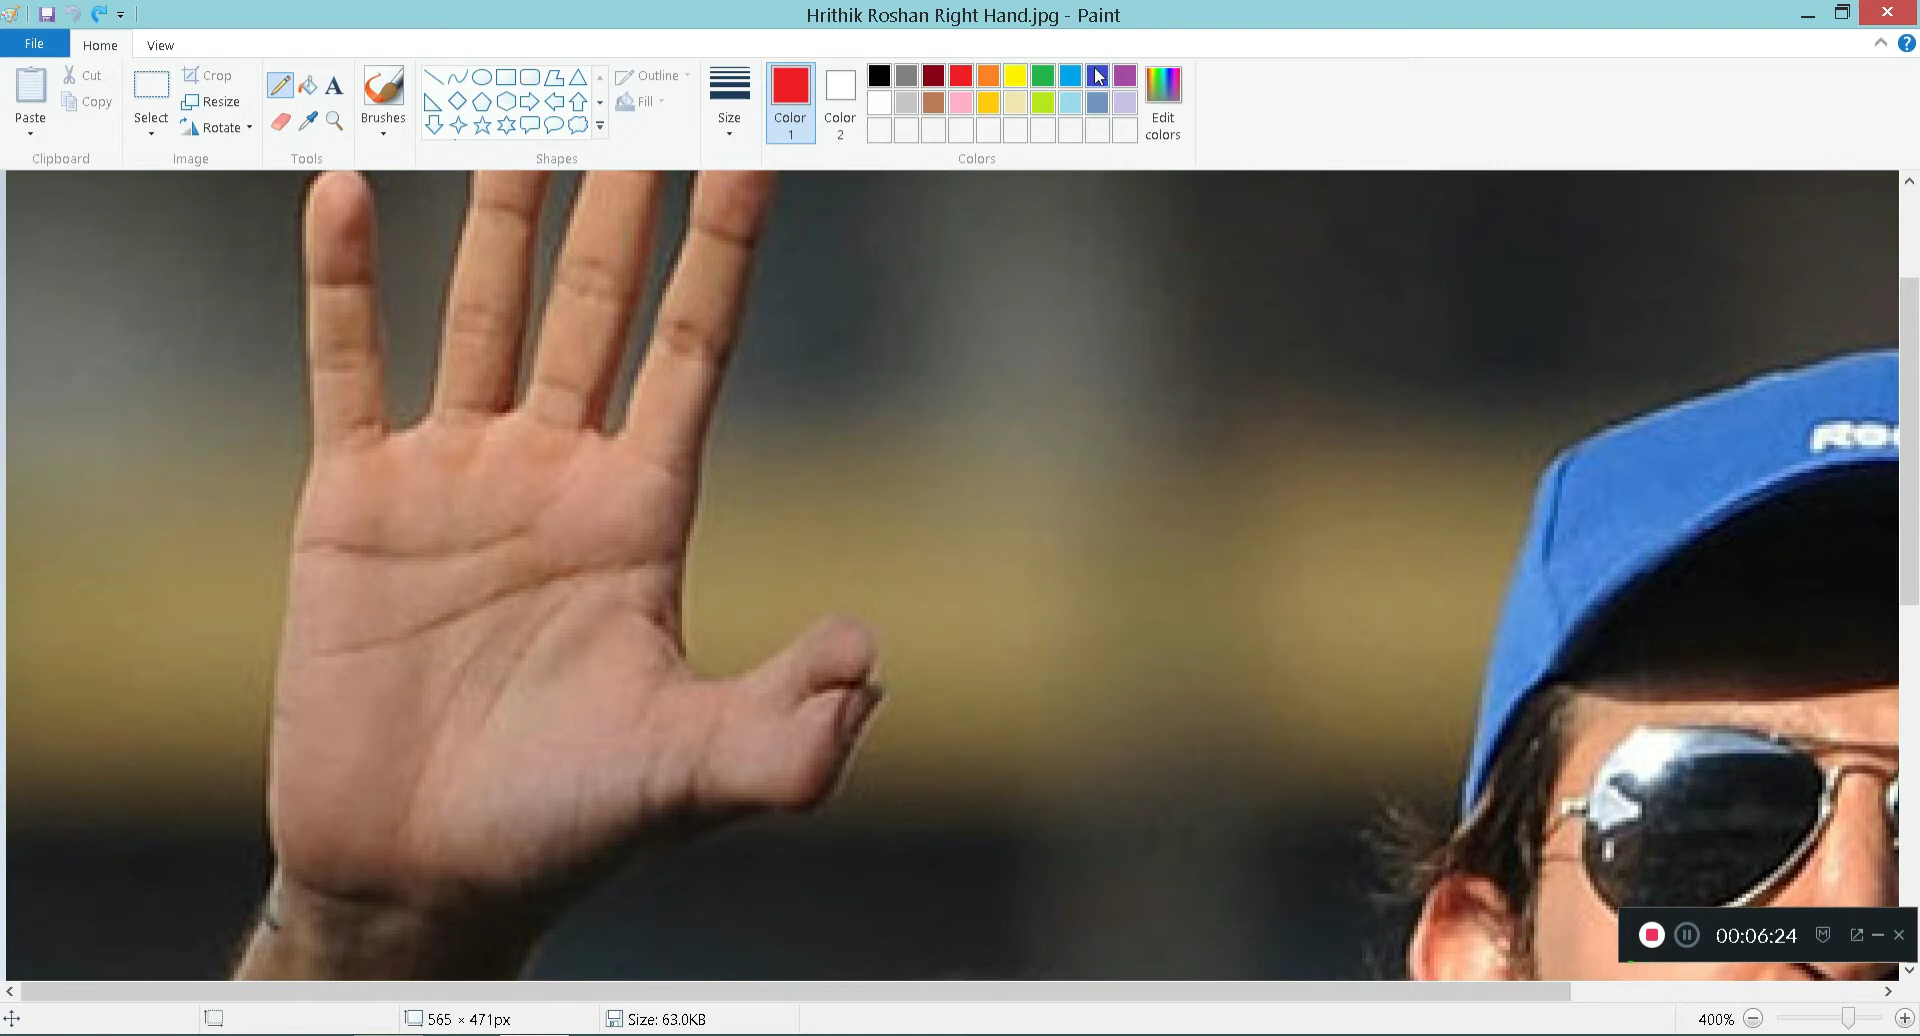 Hrithik Roshan Right Hand.jpg - Paint
File
Home
View
Paste
Cut
Copy
Clipboard
Select
Crop
Resize
Rotate
Image
A
Tools
Brushes
Outline
Fill
Shapes
Size
Color
1
Color
2
Edit
colors
Colors
565 × 471px
Size: 63.0KB
400%
00:06:24